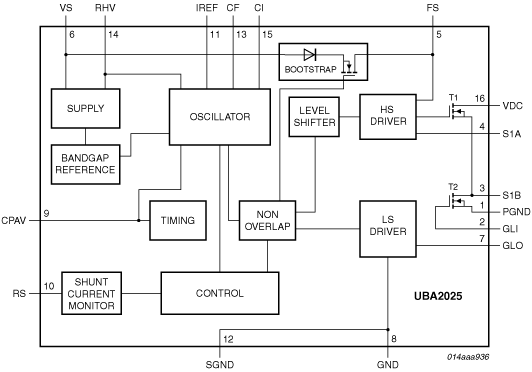 VS
RHV
IREF
CF
CI
FS
6
14
11
13
15
5
BOOTSTRAP
SUPPLY
OSCILLATOR
LEVEL
SHIFTER
HS
DRIVER
T1
16
VDC
4
S1A
BANDGAP
REFERENCE
T2
3
S1B
1
PGND
2
GLI
7
GLO
CPAV
9
TIMING
NON
OVERLAP
LS
DRIVER
RS
10
SHUNT
CURRENT
MONITOR
CONTROL
UBA2025
12
8
SGND
GND
014aaa936